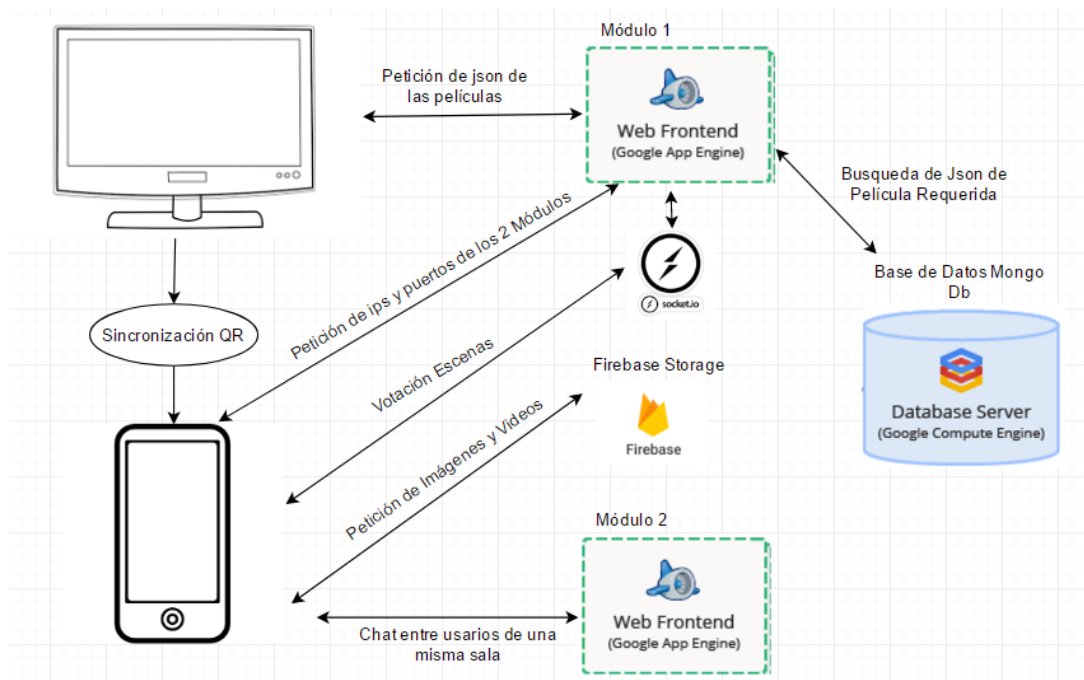 Módulo 1
Petición de json de
las películas
Web Frontend
(Google App Engine)
Busqueda de Json de
Película Requerida
Petición de ips y puertos de los 2 Módulos
socket.io
Base de Datos Mongo
Db
Sincronización QR
Votación Escenas
Firebase Storage
Firebase
Database Server
(Google Compute Engine)
Petición de Imágenes y Videos
Módulo 2
Web Frontend
(Google App Engine)
Chat entre usarios de una
misma sala